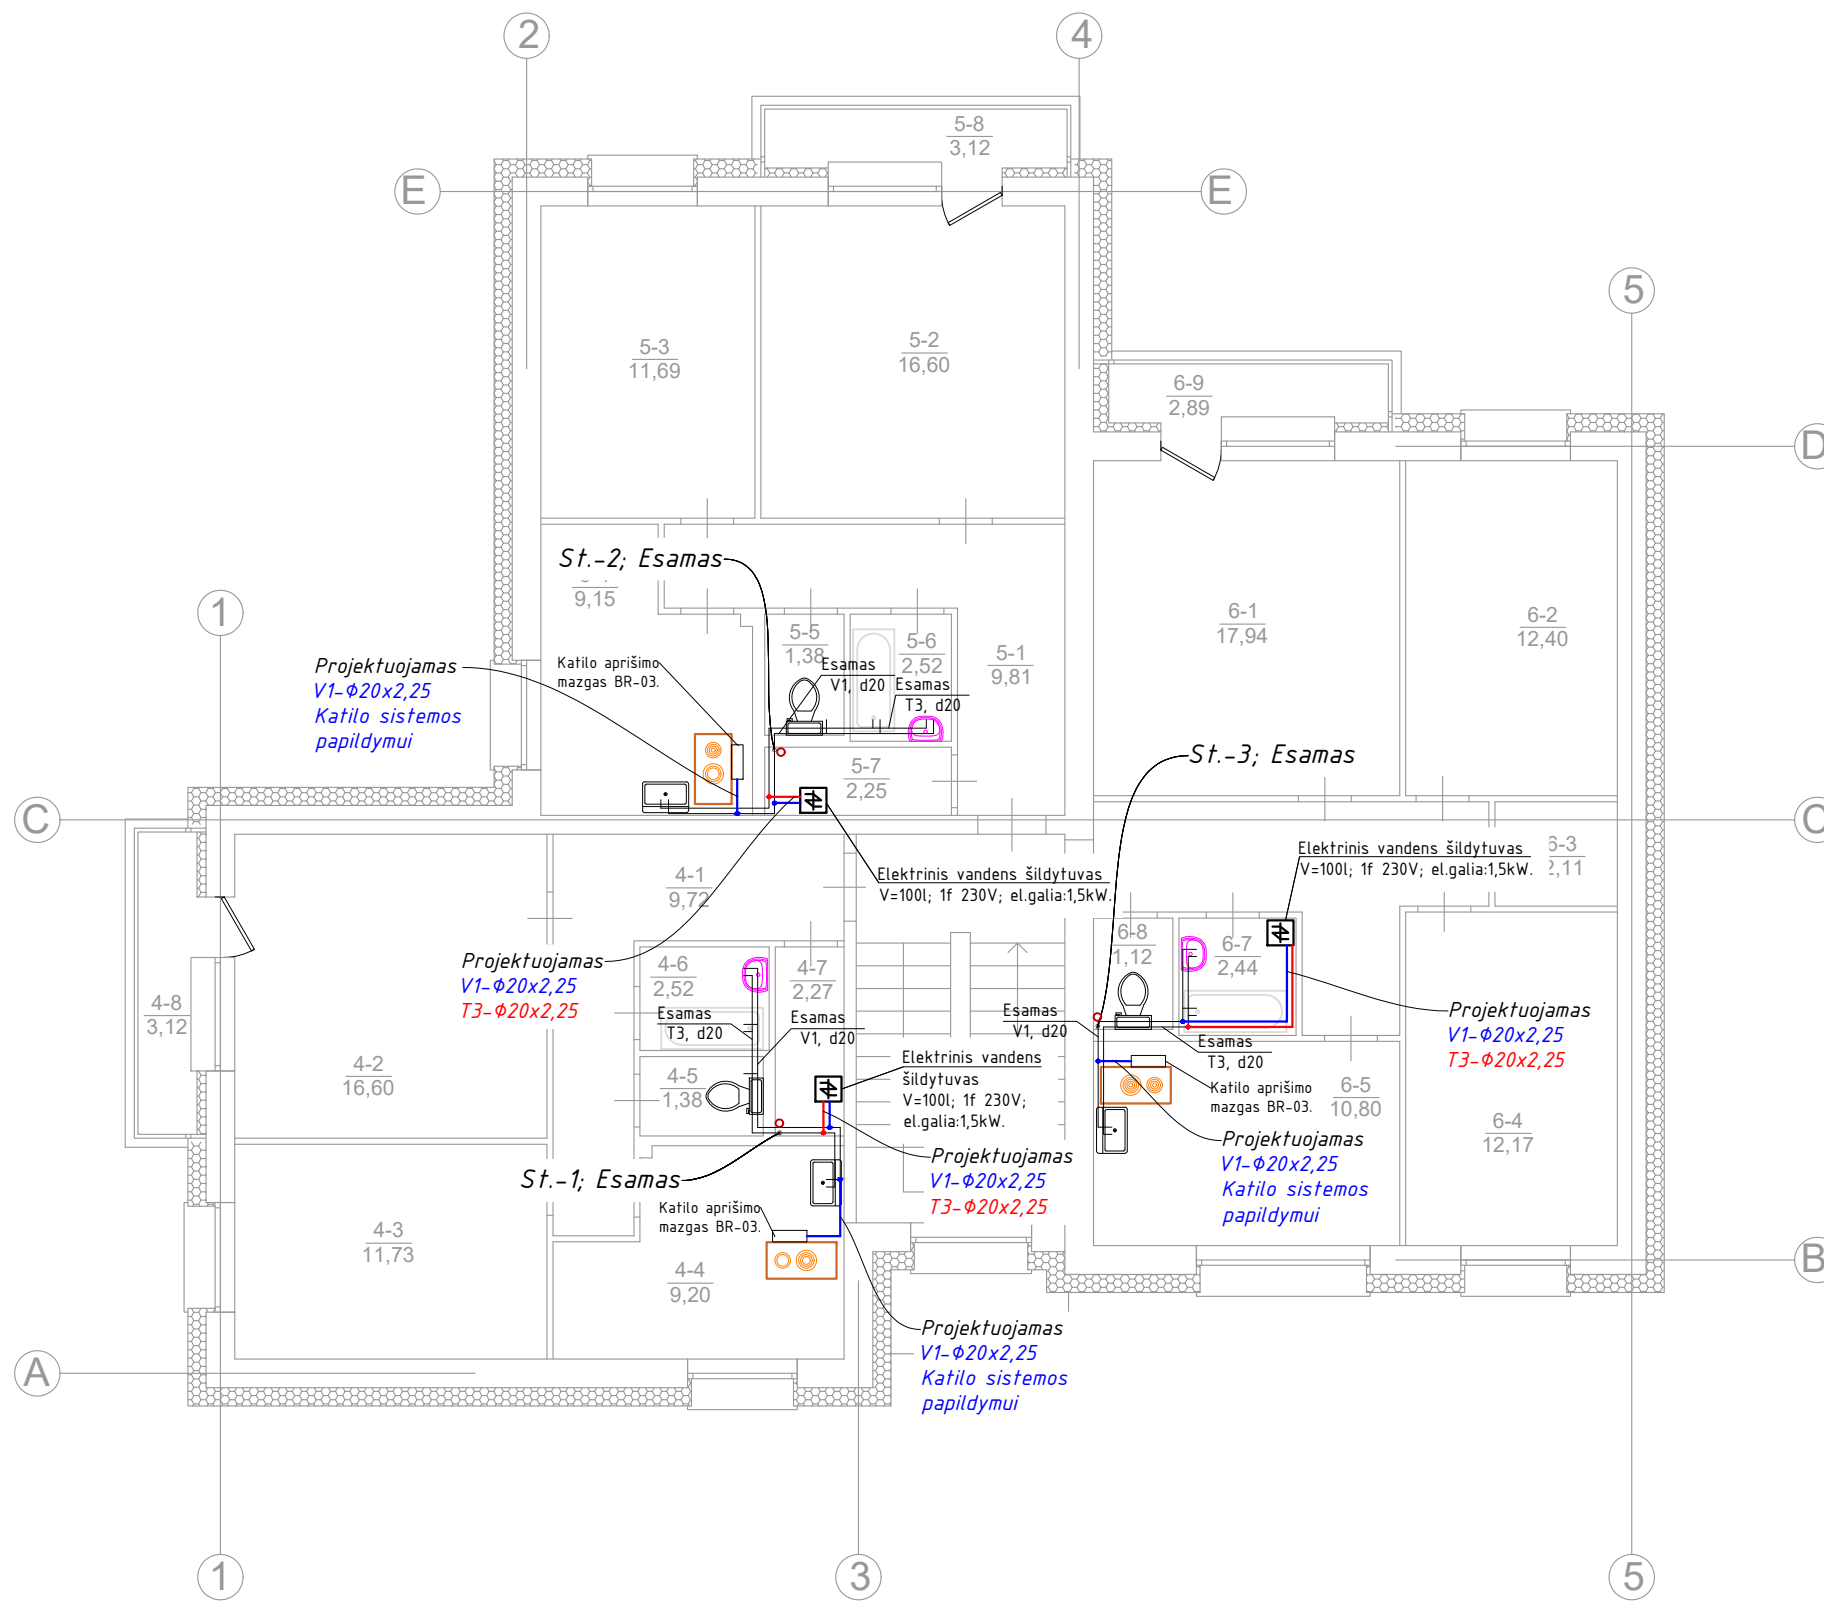 2
4
5-8
3,12
E
E
5
5-3
11,69
5-2
16,60
6-9
2,89
D
St.-2; Esamas
9,15
1
5-5
1,38
5-6
2,52
5-1
9,81
6-1
17,94
6-2
12,40
Projektuojamas
V1-Φ20x2,25
Katilo sistemos
papildymui
Katilo aprišimo
mazgas BR-03.
Esamas
V1, d20
Esamas
T3, d20
5-7
2,25
St.-3; Esamas
C
C
4-1
9,72
Elektrinis vandens šildytuvas
V=100l; 1f 230V; el.galia:1,5kW.
Elektrinis vandens šildytuvas
V=100l; 1f 230V; el.galia:1,5kW.
6-3
2,11
Projektuojamas
V1-Φ20x2,25
T3-Φ20x2,25
4-6
2,52
4-7
2,27
6-8
1,12
6-7
2,44
4-8
3,12
Esamas
T3, d20
Esamas
V1, d20
Esamas
V1, d20
Projektuojamas
V1-Φ20x2,25
T3-Φ20x2,25
4-2
16,60
4-5
1,38
Elektrinis vandens
šildytuvas
V=100l; 1f 230V;
el.galia:1,5kW.
Esamas
T3, d20
Katilo aprišimo
mazgas BR-03.
6-5
10,80
6-4
12,17
St.-1; Esamas
Projektuojamas
V1-Φ20x2,25
T3-Φ20x2,25
Projektuojamas
V1-Φ20x2,25
Katilo sistemos
papildymui
4-3
11,73
Katilo aprišimo
mazgas BR-03.
4-4
9,20
B
Projektuojamas
V1-Φ20x2,25
Katilo sistemos
papildymui
A
1
3
5